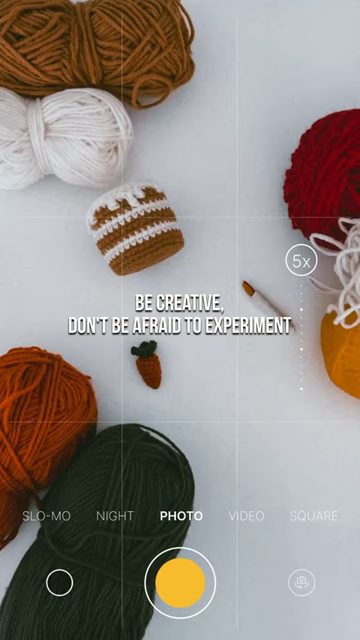 5x
BE CREATIVE,
DON'T BE AFRAID TO EXPERIMENT
SLO-MO NIGHT PHOTO VIDEO SQUARE